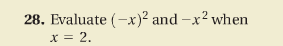 28. Evaluate (−x)² and −x² when
x = 2.